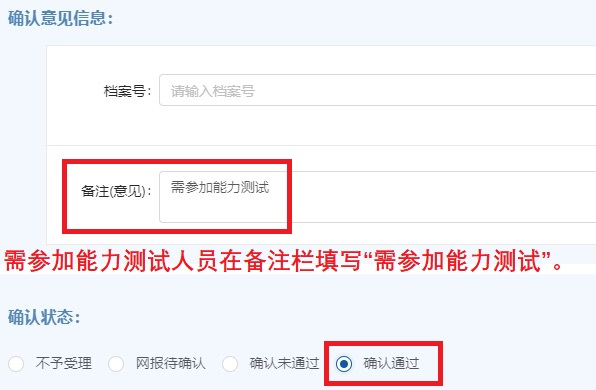 确认意见信息：
档案号： 请输入档案号
备注(意见)： 需参加能力测试
需参加能力测试人员在备注栏填写“需参加能力测试”。
确认状态：
不予受理 网报待确认 确认未通过 确认通过